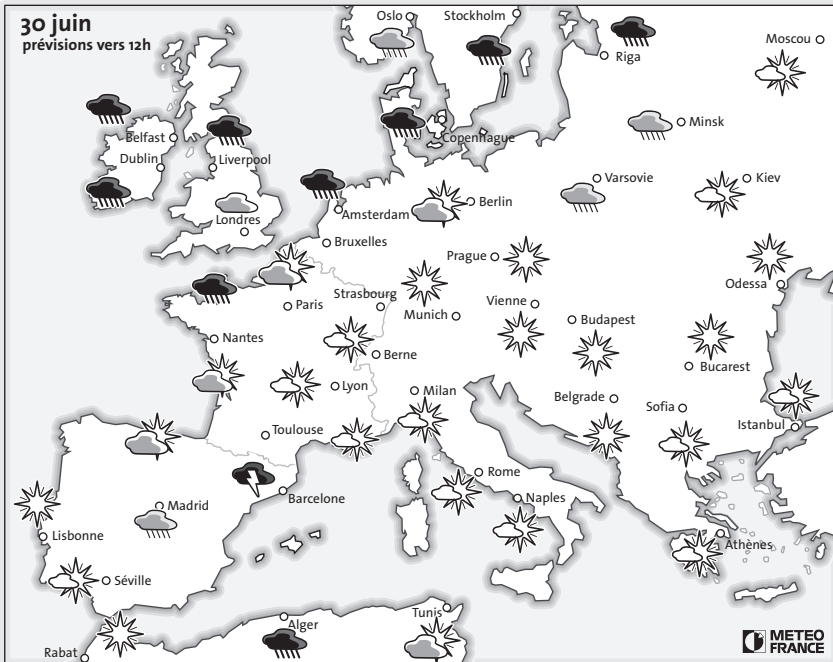 30 juin
prévisions vers 12h
Oslo
Stockholm
Moscou
Riga
Minsk
Belfast
Copenhague
Dublin
Liverpool
Varsovie
Kiev
Londres
Amsterdam
Berlin
Bruxelles
Prague
Odessa
Paris
Strasbourg
Munich
Vienne
Budapest
Nantes
Berne
Bucarest
Lyon
Milan
Belgrade
Sofia
Istanbul
Toulouse
Rome
Barcelone
Naples
Madrid
Lisbonne
Athènes
Séville
Tunis
Alger
Rabat
METEO
FRANCE